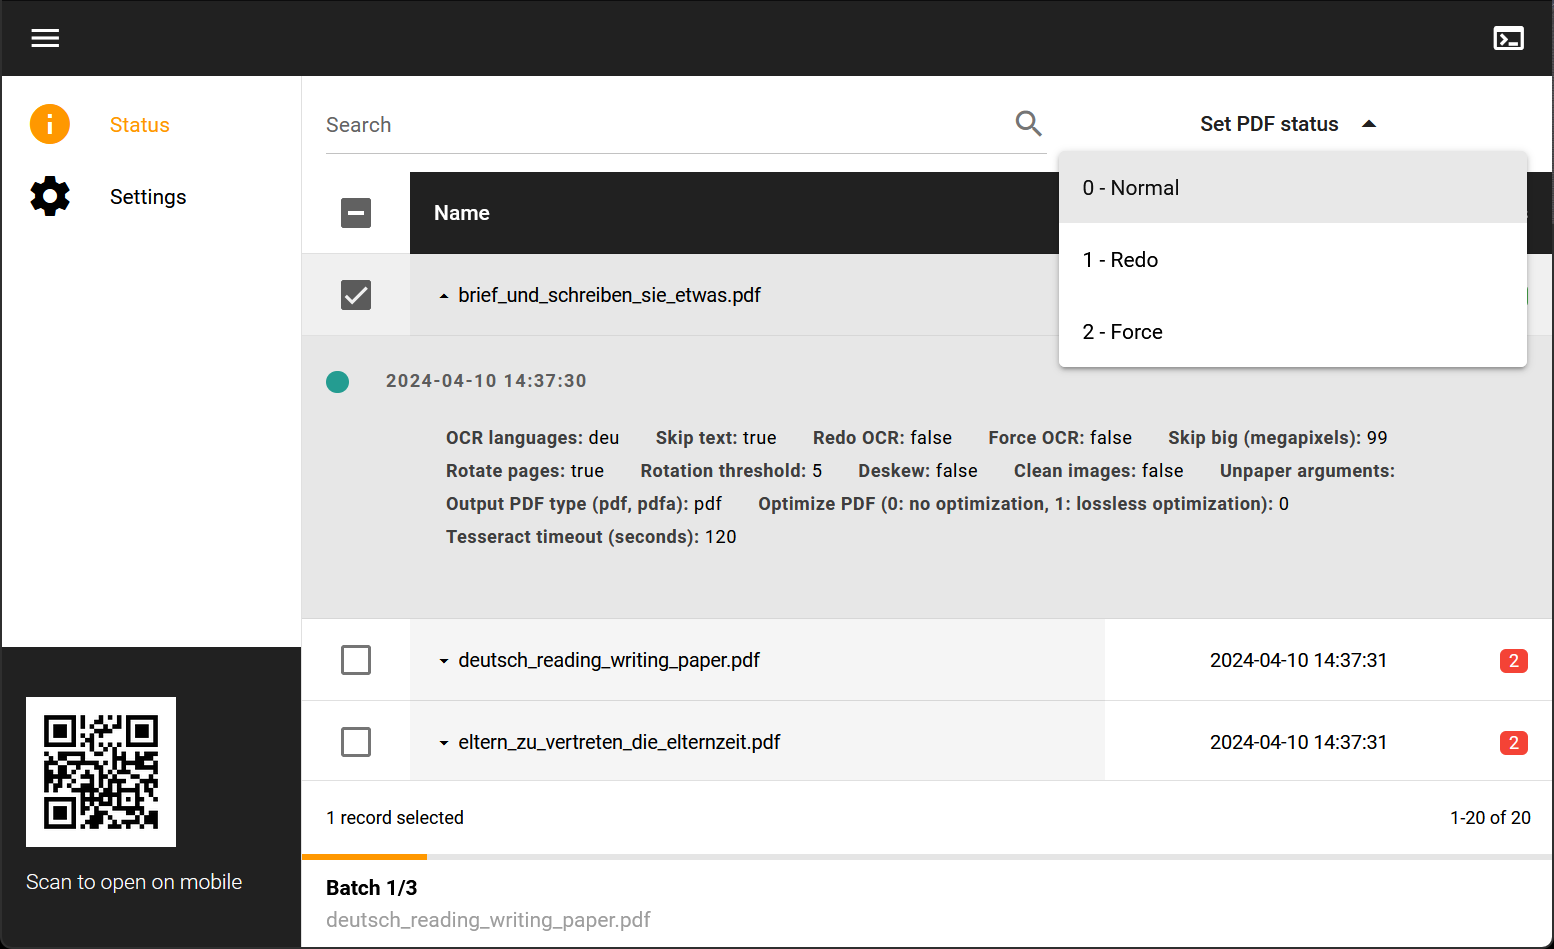 Status
Settings
Search
Set PDF status
0 - Normal
1 - Redo
2 - Force
Name
brief_und_schreiben_sie_etwas.pdf
2024-04-10 14:37:30
OCR languages: deu Skip text: true Redo OCR: false Force OCR: false Skip big (megapixels): 99
Rotate pages: true Rotation threshold: 5 Deskew: false Clean images: false Unpaper arguments:
Output PDF type (pdf, pdfa): pdf Optimize PDF (0: no optimization, 1: lossless optimization): 0
Tesseract timeout (seconds): 120
deutsch_reading_writing_paper.pdf 2024-04-10 14:37:31 2
eltern_zu_vertreten_die_elternzeit.pdf 2024-04-10 14:37:31 2
1 record selected 1-20 of 20
Batch 1/3
deutsch_reading_writing_paper.pdf
Scan to open on mobile